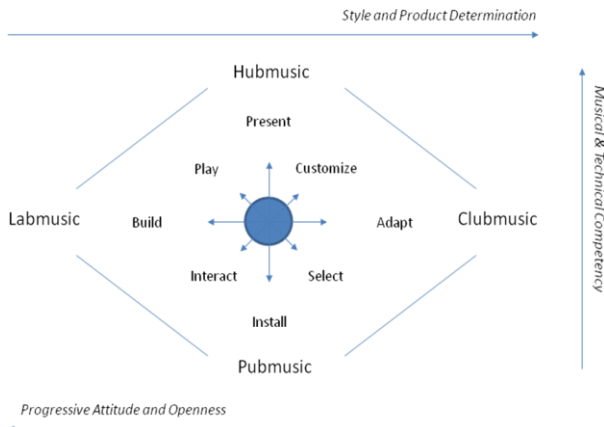 Style and Product Determination
Hubmusic
Present
Play
Customize
Labmusic
Build
Adapt
Clubmusic
Interact
Select
Install
Pubmusic
Musical & Technical Competency
Progressive Attitude and Openness